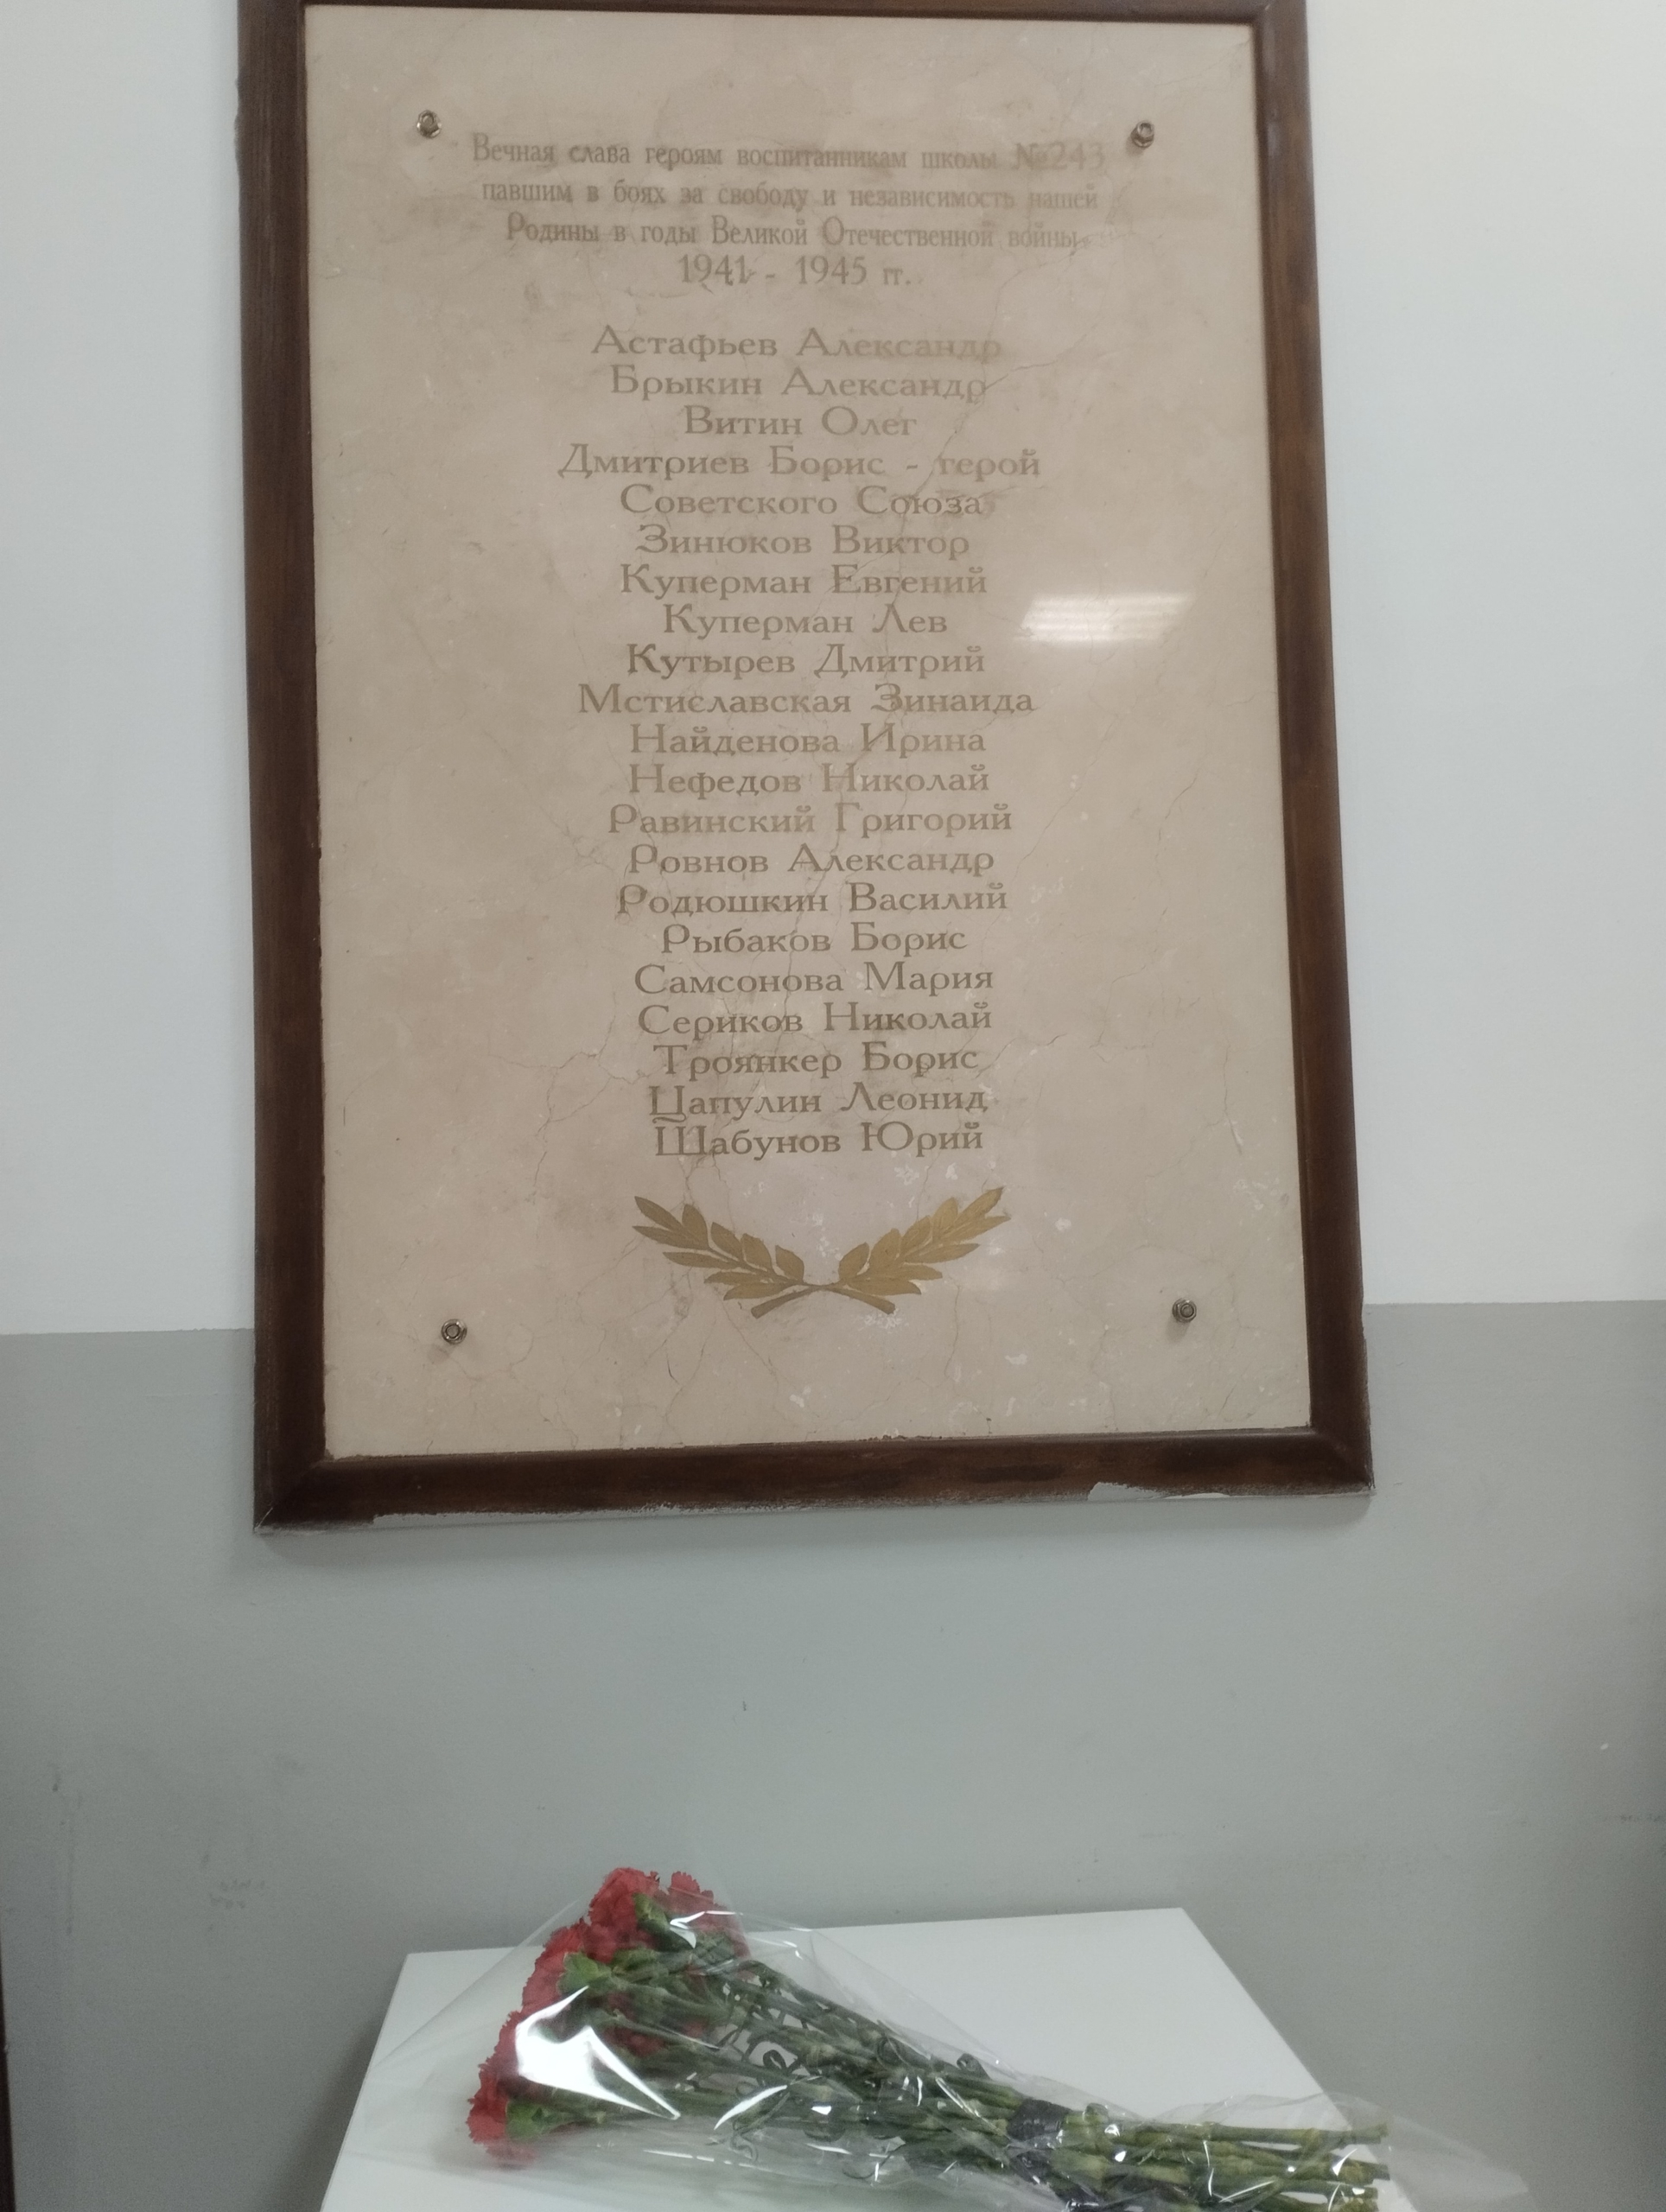 Вечная слава героям воспитанникам школы №243
павшим в боях за свободу и независимость нашей
Родины в годы Великой Отечественной войны
1941 - 1945 гг.
Астафьев Александр
Брыкин Александр
Витин Олег
Дмитриев Борис - герой
Советского Союза
Зинюков Виктор
Куперман Евгений
Куперман Лев
Кутырев Дмитрий
Мстиславская Зинаида
Найденова Ирина
Нефедов Николай
Равинский Григорий
Ровнов Александр
Родюшкин Василий
Рыбаков Борис
Самсонова Мария
Сериков Николай
Троянкер Борис
Цапулин Леонид
Шабунов Юрий